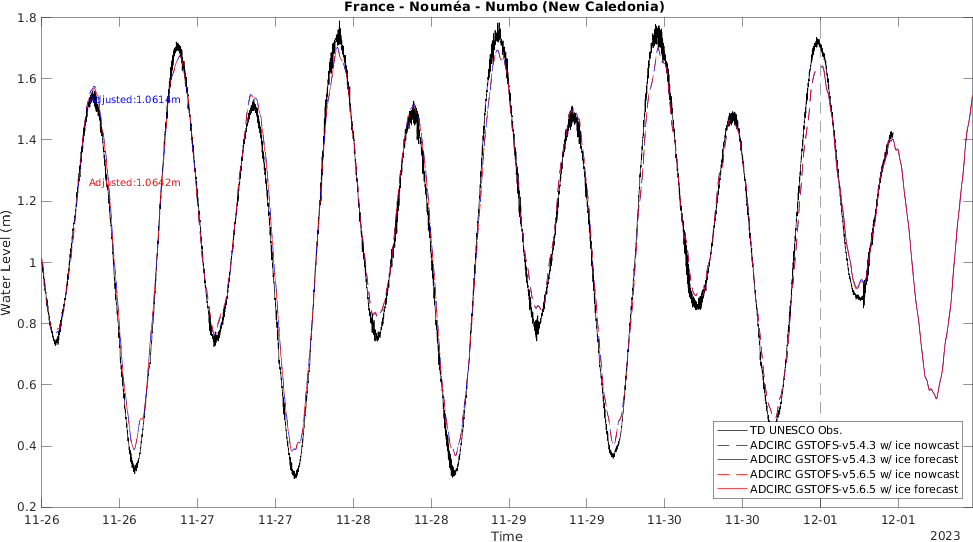 France - Nouméa - Numbo (New Caledonia)
1.8
1.6
1.4
1.2
1
0.8
0.6
0.4
0.2
Water Level (m)
Adjusted:1.0614m
Adjusted:1.0642m
TD UNESCO Obs.
ADCIRC GSTOFS-v5.4.3 w/ ice nowcast
ADCIRC GSTOFS-v5.4.3 w/ ice forecast
ADCIRC GSTOFS-v5.6.5 w/ ice nowcast
ADCIRC GSTOFS-v5.6.5 w/ ice forecast
11-26 11-26 11-27 11-27 11-28 11-28 11-29 11-29 11-30 11-30 12-01 12-01
Time
2023